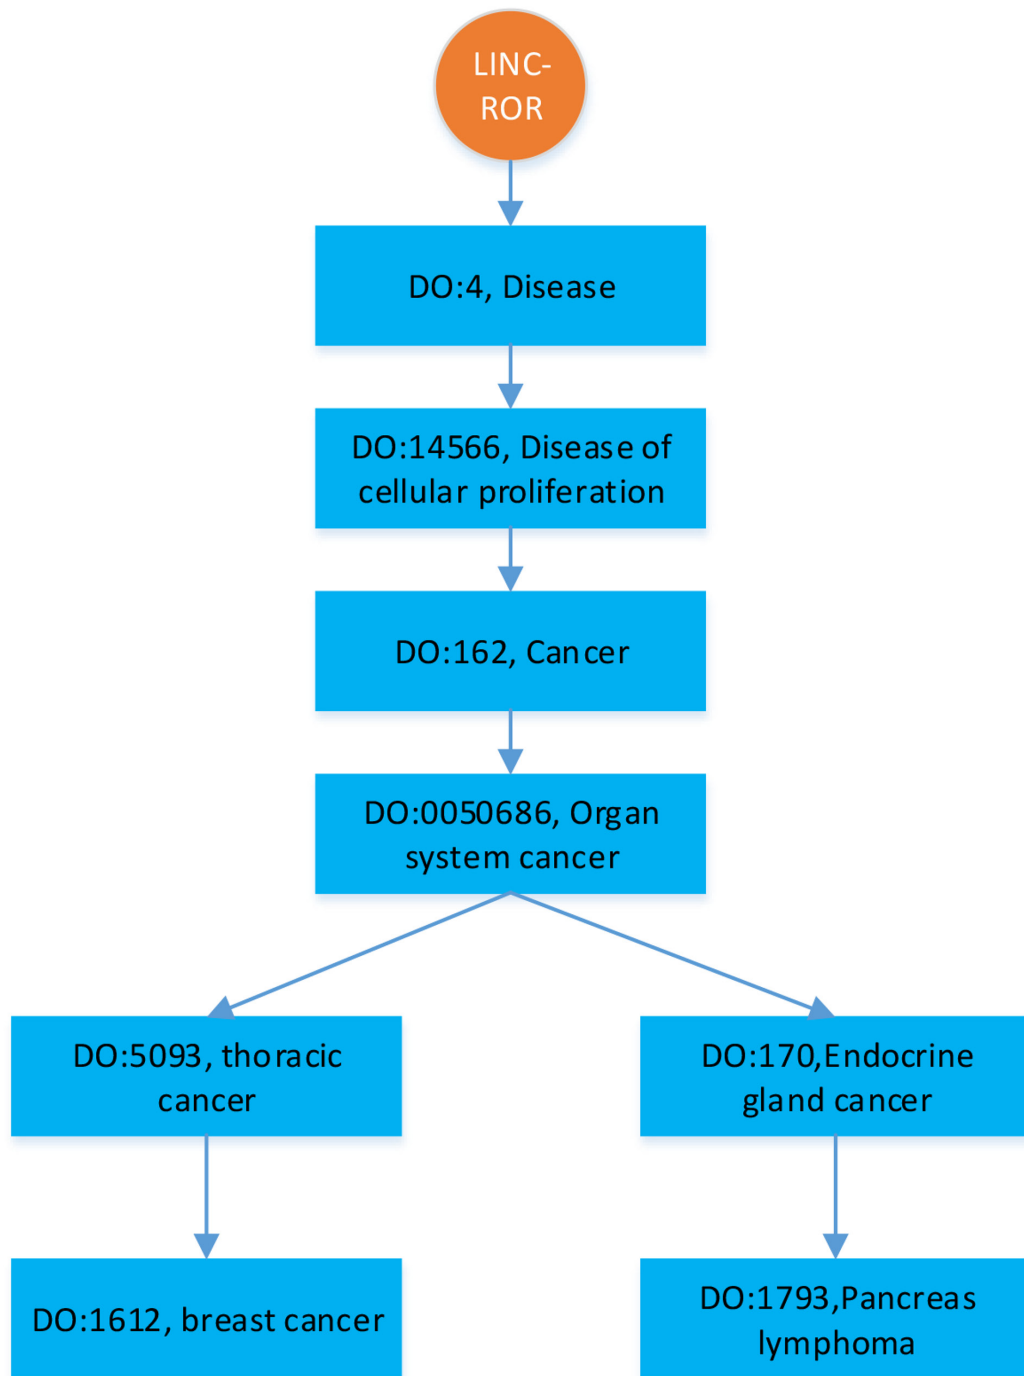 LINC-
ROR
DO:4, Disease
DO:14566, Disease of
cellular proliferation
DO:162, Cancer
DO:0050686, Organ
system cancer
DO:5093, thoracic
cancer
DO:170,Endocrine
gland cancer
DO:1612, breast cancer
DO:1793,Pancreas
lymphoma